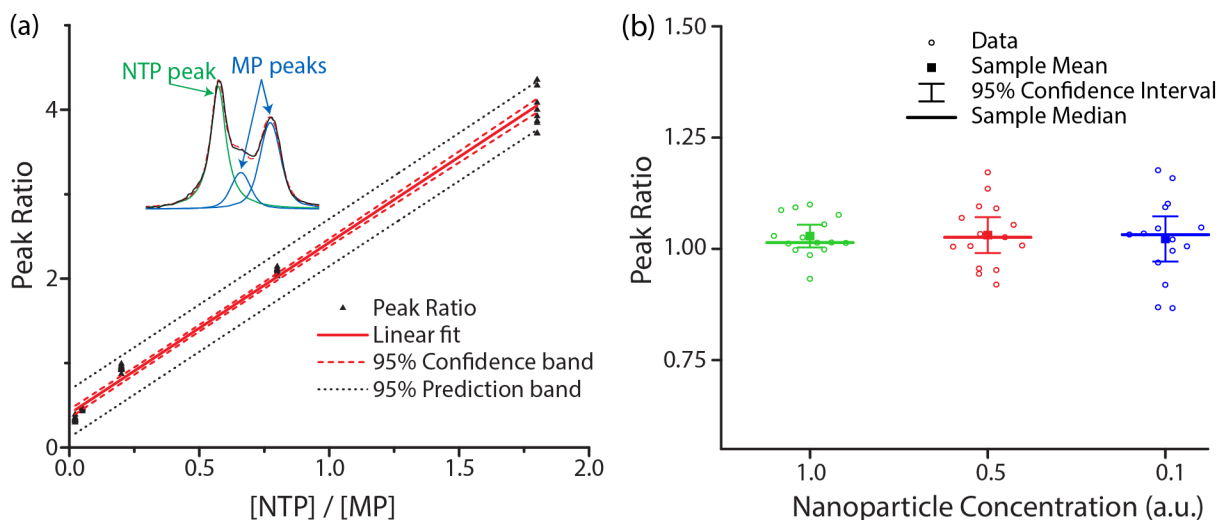 (a)
NTP peak
MP peaks
Peak Ratio
4
2
0
Peak Ratio
Linear fit
95% Confidence band
95% Prediction band
0.0
0.5
1.0
1.5
2.0
[NTP] / [MP]
(b)
Peak Ratio
1.50
1.25
1.00
0.75
Data
Sample Mean
95% Confidence Interval
Sample Median
1.0
0.5
0.1
Nanoparticle Concentration (a.u.)